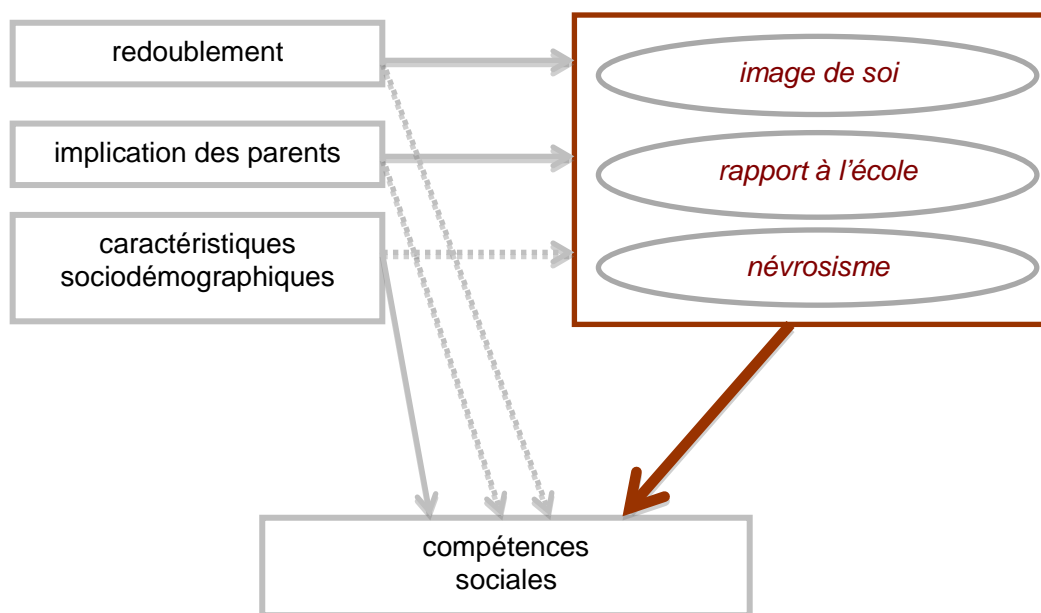 redoublement
implication des parents
caractéristiques
sociodémographiques
image de soi
rapport à l'école
névrosisme
compétences
sociales